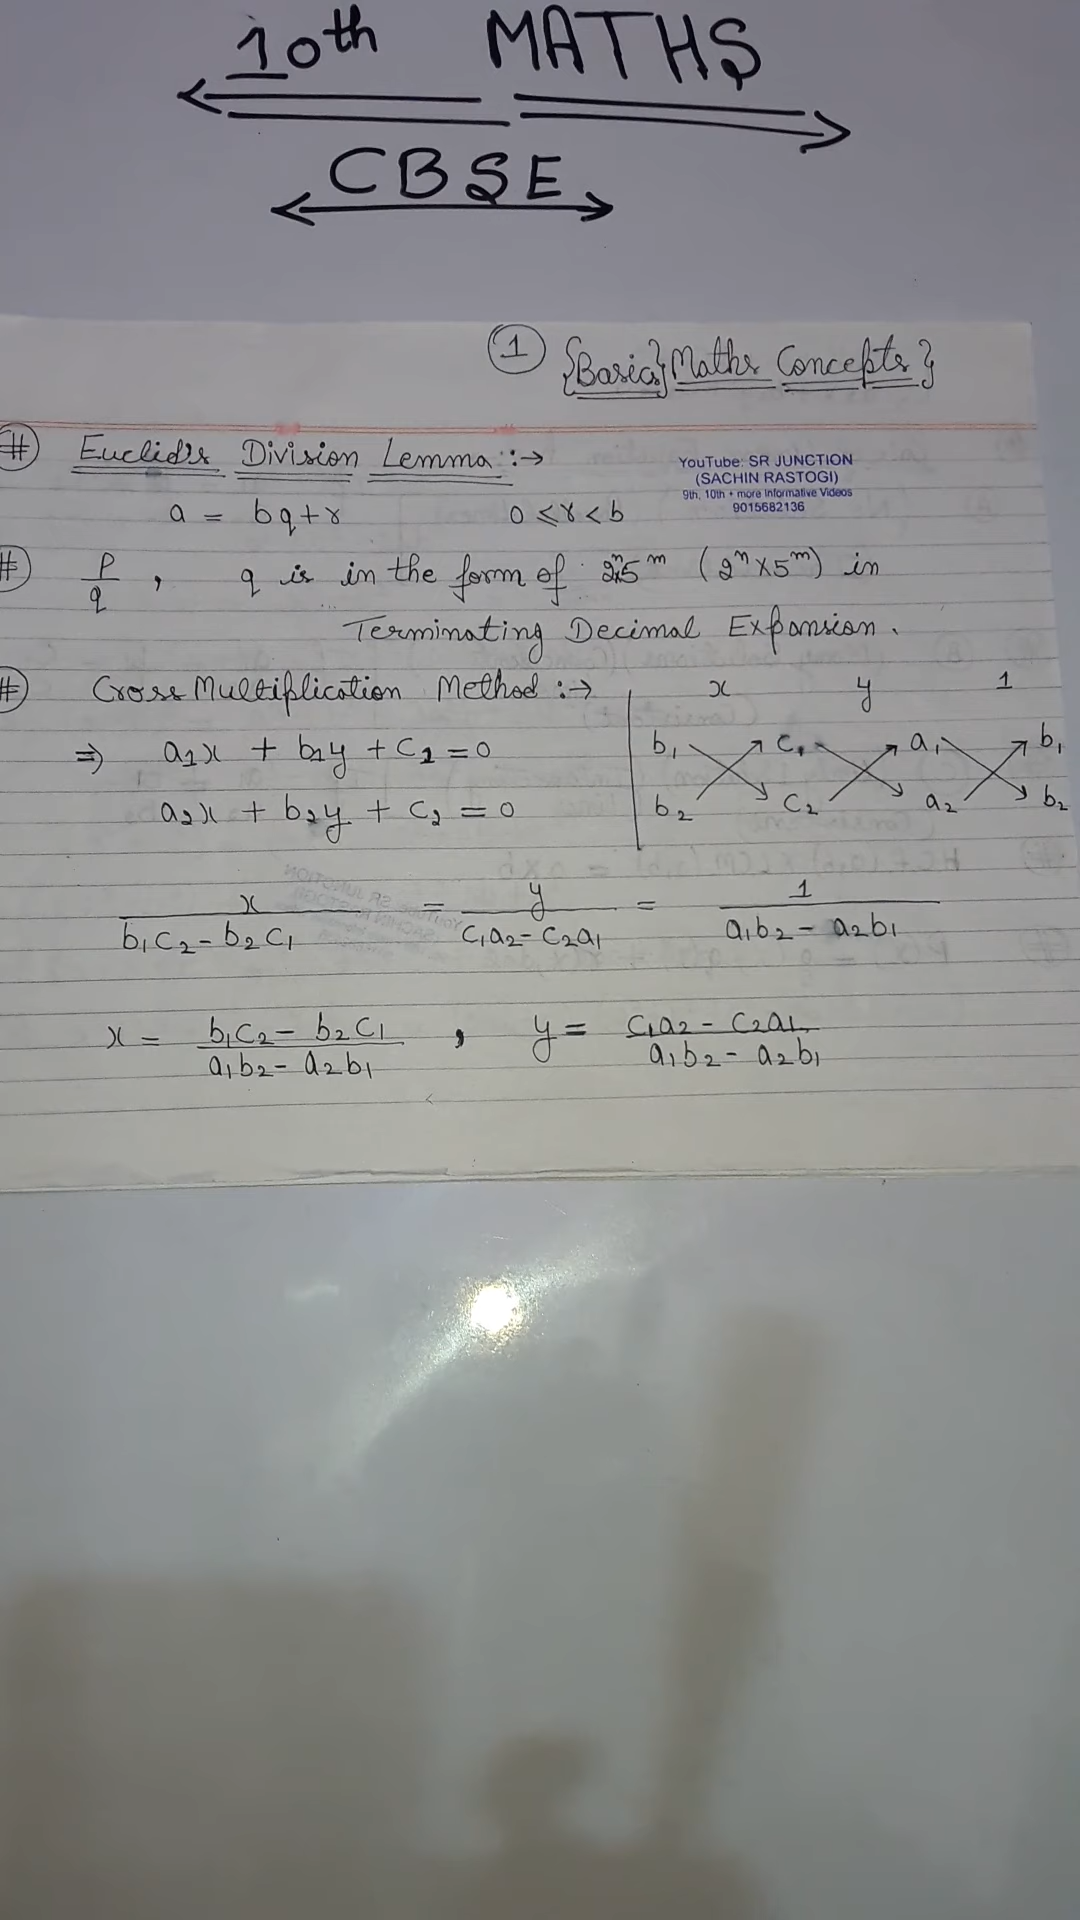 10th MATHS
CBSE
1 {Basic} Maths Concepts}
# Euclid's Division Lemma :→
YouTube: SR JUNCTION
(SACHIN RASTOGI)
9th, 10th + more Informative Videos
9015682136
a = bq+r 0 ≤ r < b
# p/q , q is in the form of 2ⁿ×5ᵐ (2ⁿ×5ᵐ) in
Terminating Decimal Expansion.
# Cross Multiplication Method :→ x y 1
⇒ a₁x + b₁y + c₁ = 0 b₁ c₁ a₁ b₁
a₂x + b₂y + c₂ = 0 b₂ c₂ a₂ b₂
x/(b₁c₂ - b₂c₁) = y/(c₁a₂ - c₂a₁) = 1/(a₁b₂ - a₂b₁)
x = (b₁c₂ - b₂c₁)/(a₁b₂ - a₂b₁) , y = (c₁a₂ - c₂a₁)/(a₁b₂ - a₂b₁)